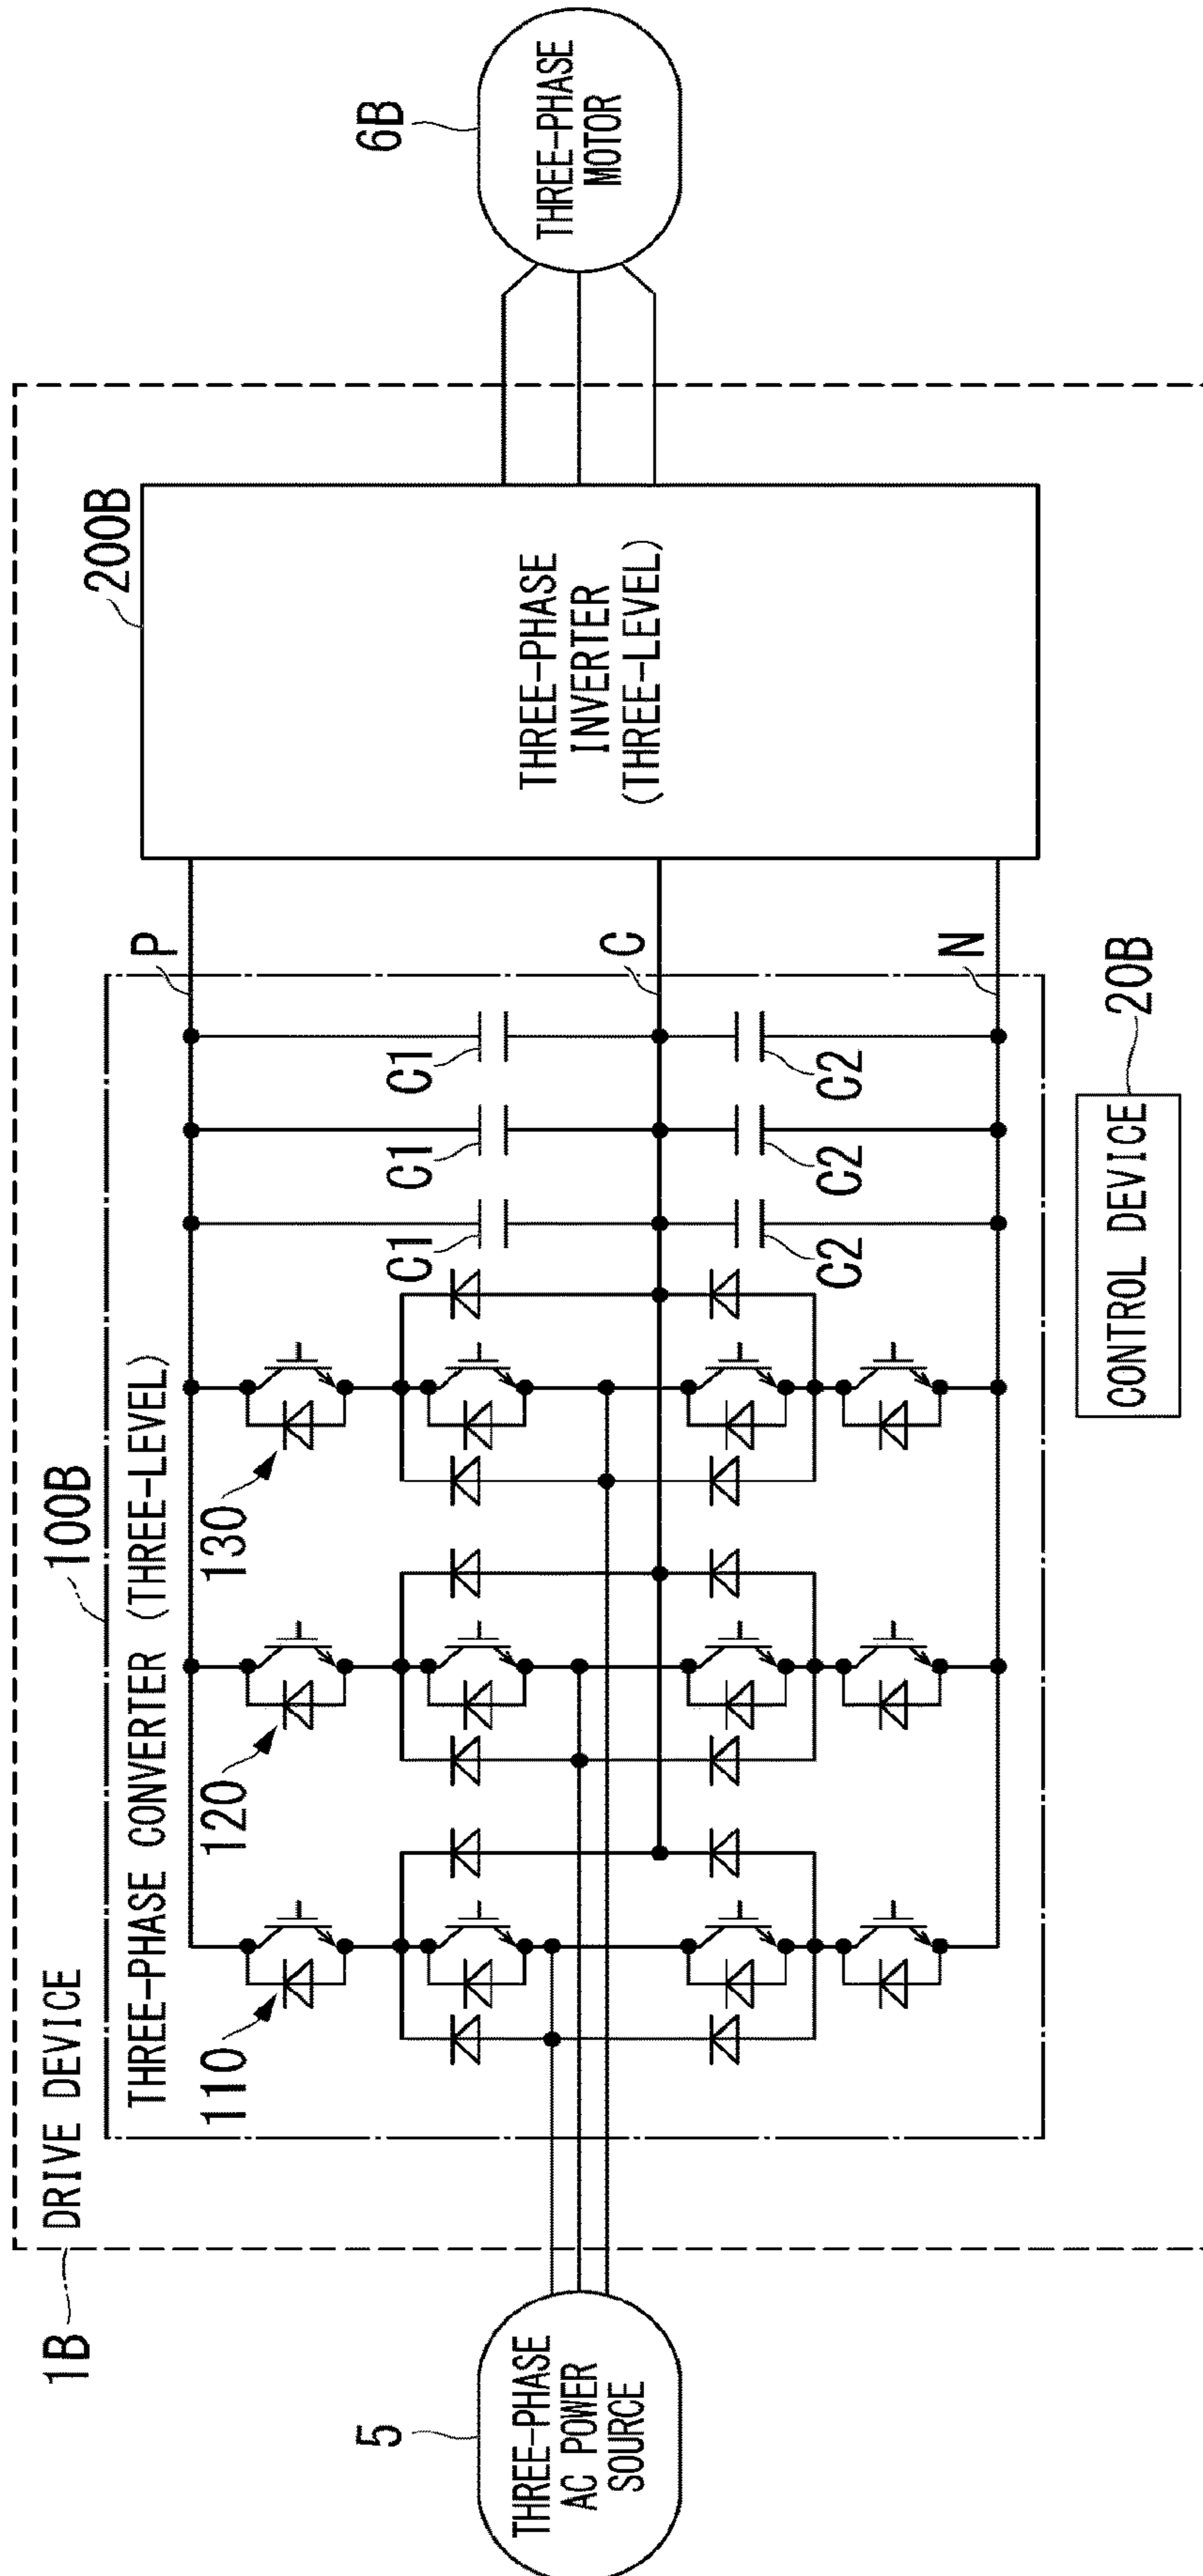 1B
DRIVE DEVICE
100B
THREE-PHASE CONVERTER (THREE-LEVEL)
110
120
130
P
200B
5
THREE-PHASE
AC POWER
SOURCE
C1
C1
C1
C
THREE-PHASE
INVERTER
(THREE-LEVEL)
6B
THREE-PHASE
MOTOR
C2
C2
C2
N
CONTROL DEVICE
20B